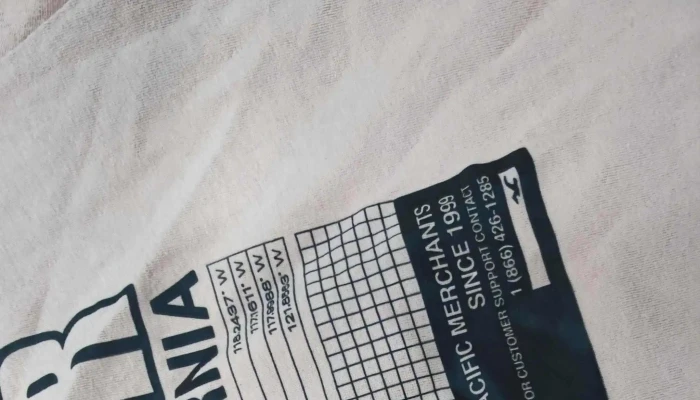 R
RNIA
118.2437° W
117.1611° W
117.9988° W
121.8863° W
ACIFIC MERCHANTS
SINCE 1999
OR CUSTOMER SUPPORT CONTACT
1 (866) 426-1285